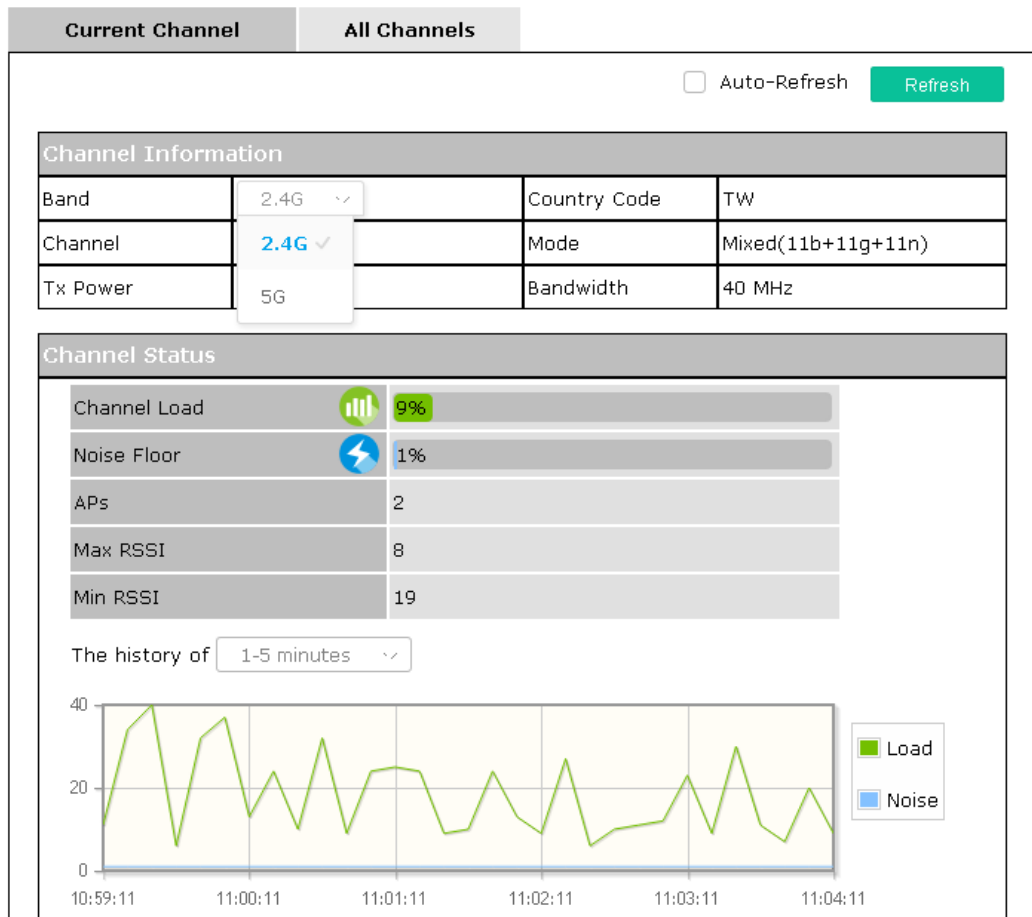 Current Channel All Channels
Auto-Refresh Refresh
Channel Information
Band 2.4G Country Code TW
Channel 2.4G Mode Mixed(11b+11g+11n)
Tx Power 5G Bandwidth 40 MHz
Channel Status
Channel Load 9%
Noise Floor 1%
APs 2
Max RSSI 8
Min RSSI 19
The history of 1-5 minutes
40
Load
20
Noise
0
10:59:11 11:00:11 11:01:11 11:02:11 11:03:11 11:04:11